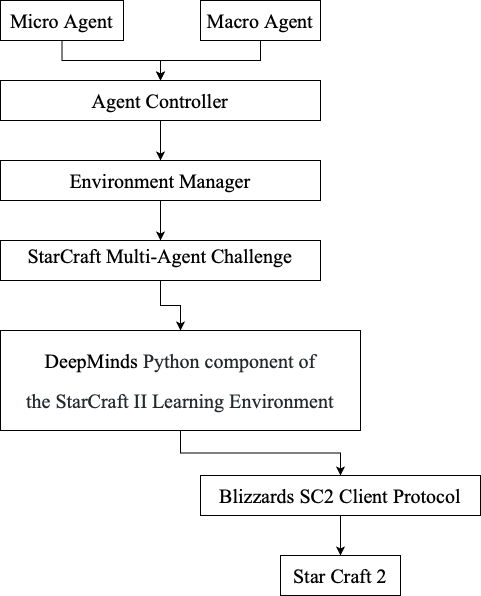 Micro Agent
Macro Agent
Agent Controller
Environment Manager
StarCraft Multi-Agent Challenge
DeepMinds Python component of
the StarCraft II Learning Environment
Blizzards SC2 Client Protocol
Star Craft 2